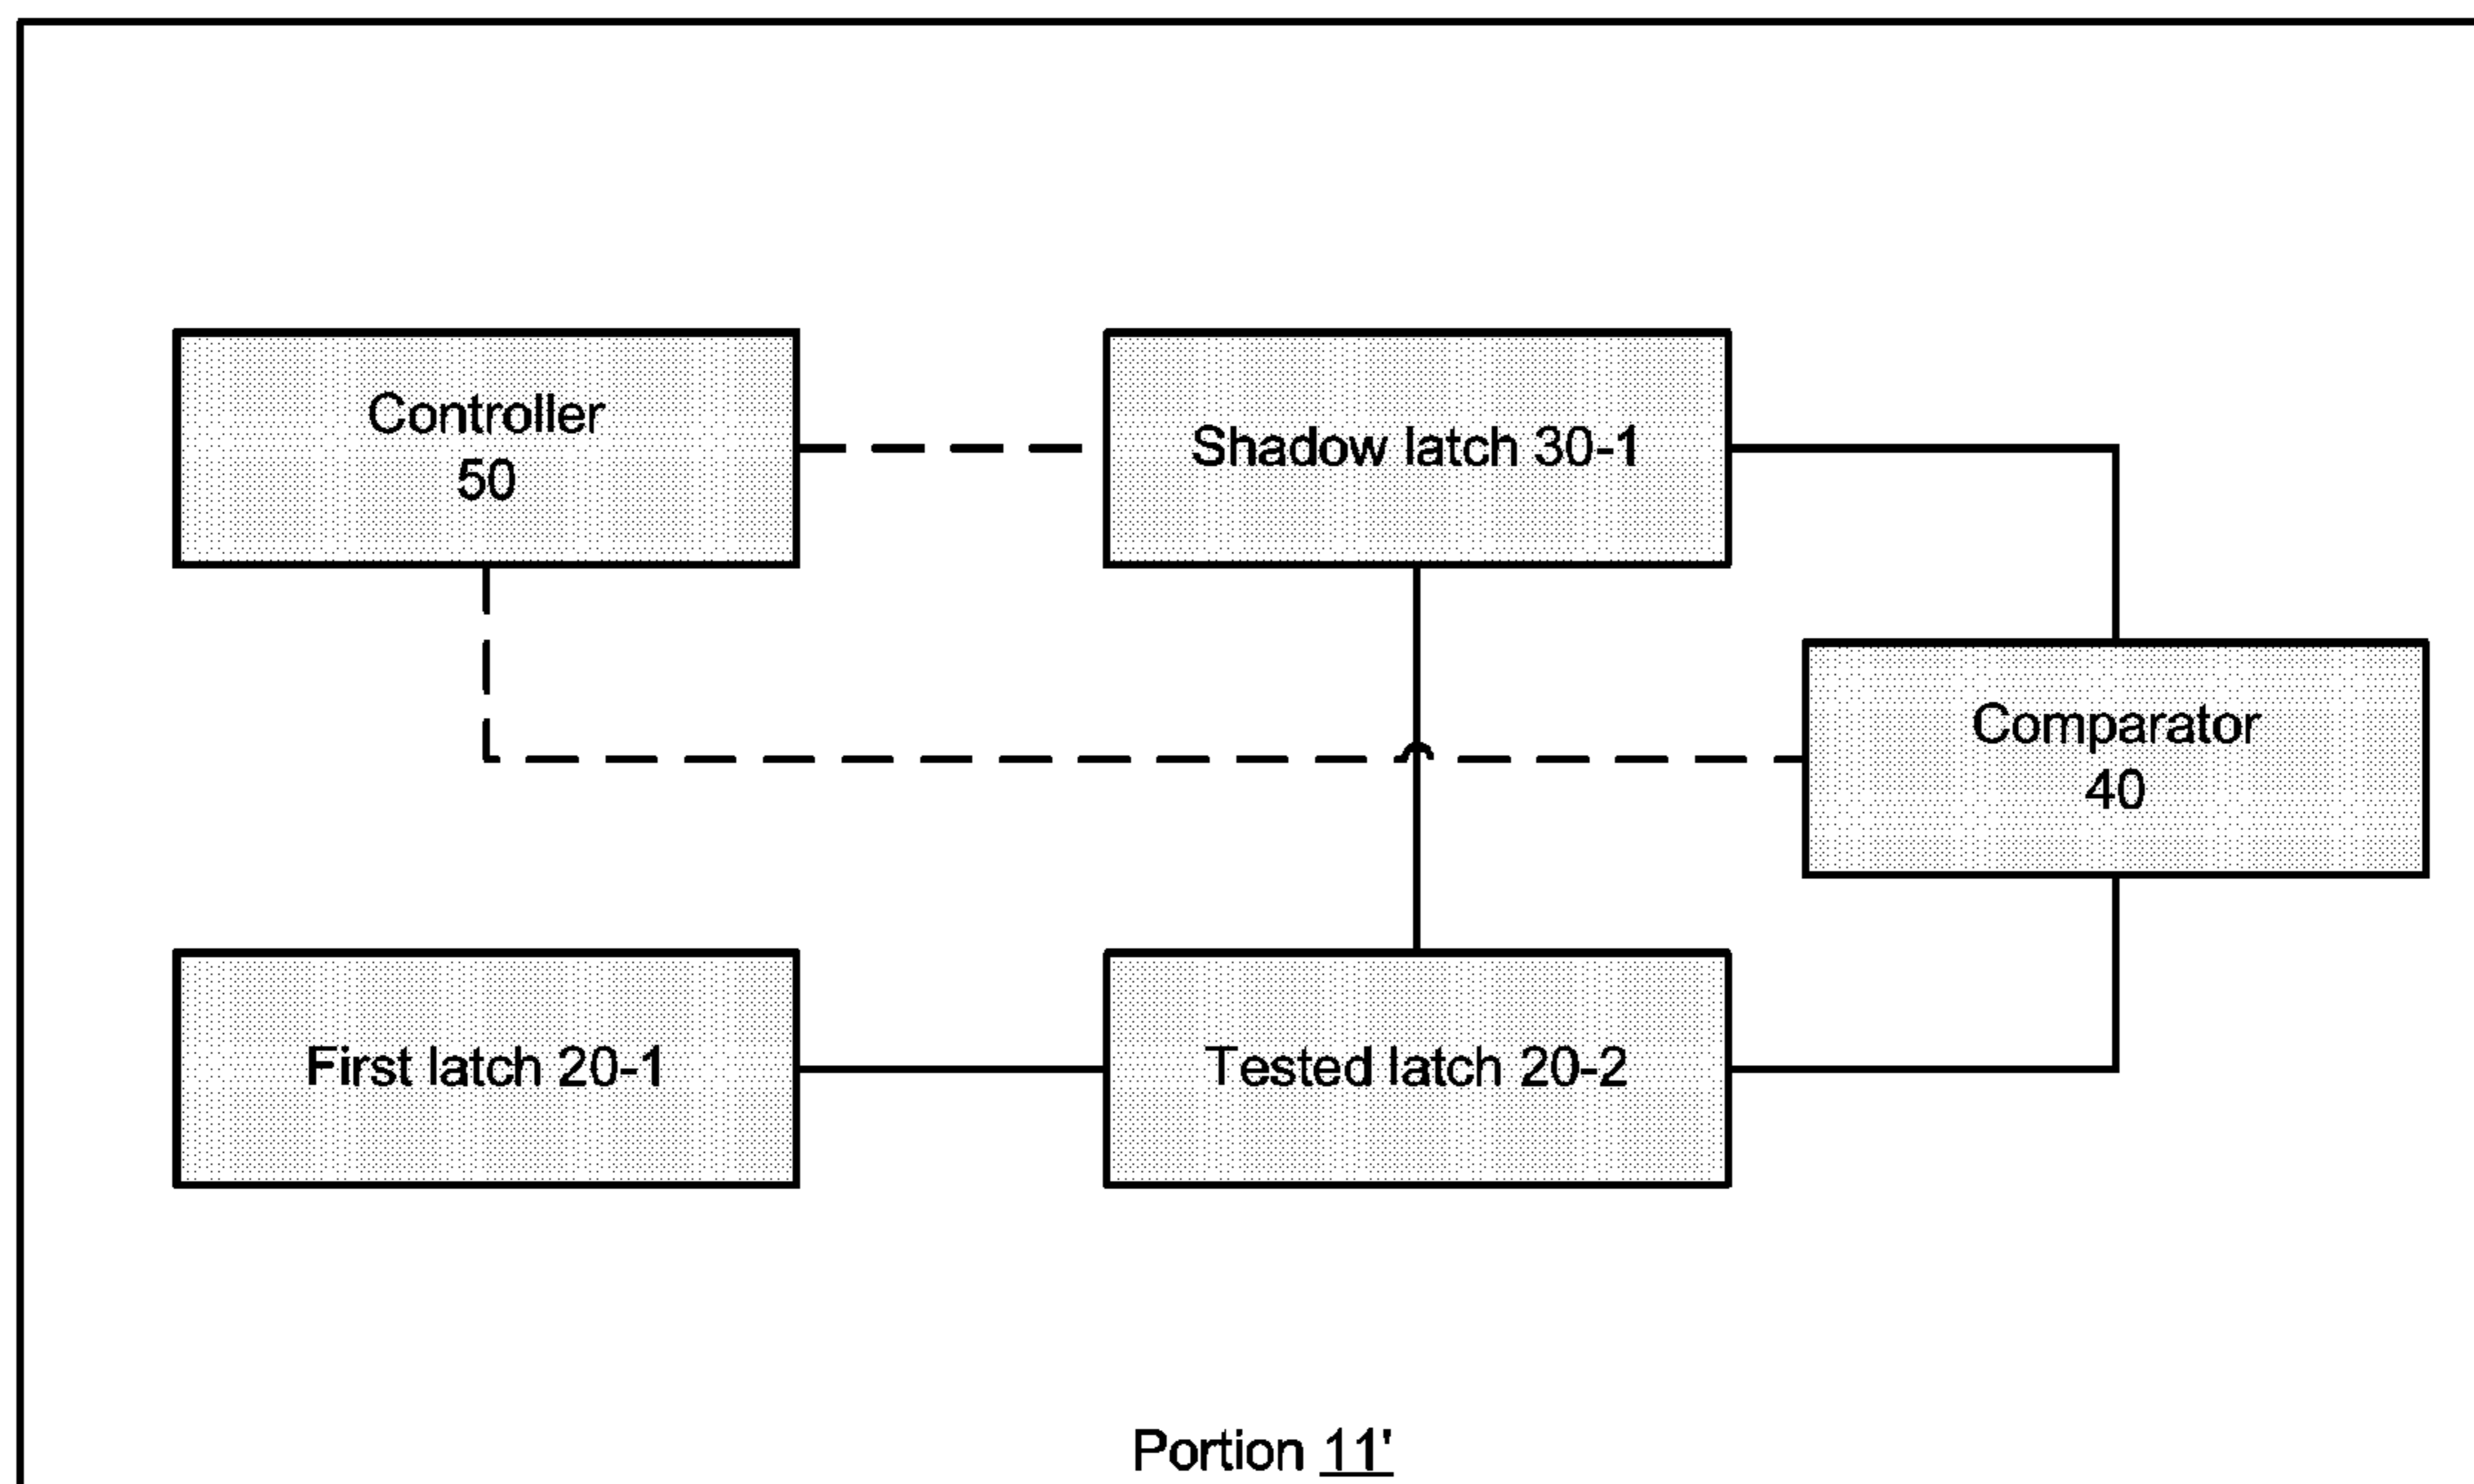 Controller
50
Shadow latch 30-1
Comparator
40
First latch 20-1
Tested latch 20-2
Portion 11'